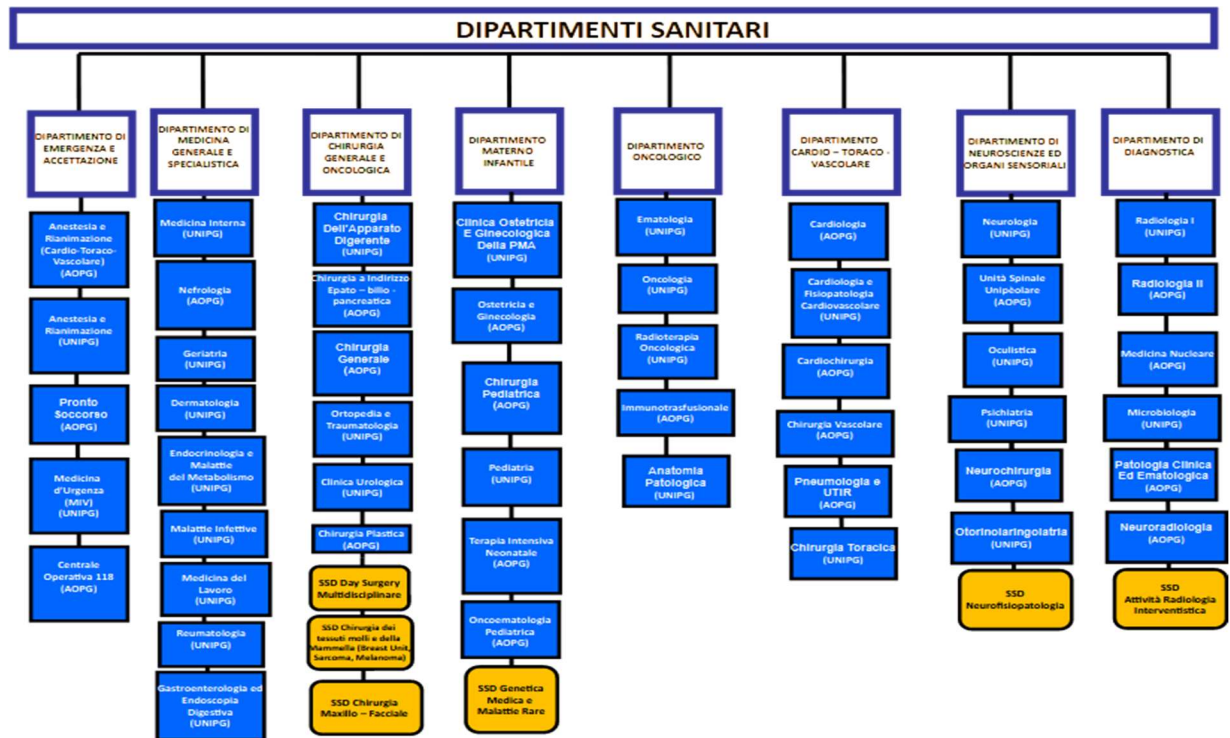 DIPARTIMENTI SANITARI
DIPARTIMENTO DI
EMERGENZA E
ACCETTAZIONE
Anestesia e
Rianimazione
(Cardio-Toraco-
Vascolare)
(AOPG)
Anestesia e
Rianimazione
(UNIPG)
Pronto
Soccorso
(AOPG)
Medicina
d'Urgenza
(MIV)
(UNIPG)
Centrale
Operativa 118
(AOPG)
DIPARTIMENTO DI
MEDICINA
GENERALE E
SPECIALISTICA
Medicina Interna
(UNIPG)
Nefrologia
(AOPG)
Geriatria
(UNIPG)
Dermatologia
(UNIPG)
Endocrinologia e
Malattie
del Metabolismo
(UNIPG)
Malattie Infettive
(UNIPG)
Medicina del
Lavoro
(UNIPG)
Reumatologia
(UNIPG)
Gastroenterologia ed
Endoscopia
Digestiva
(UNIPG)
DIPARTIMENTO DI
CHIRURGIA
GENERALE E
ONCOLOGICA
Chirurgia
Dell'Apparato
Digerente
(UNIPG)
Chirurgia a Indirizzo
Epato – bilio -
pancreatica
(AOPG)
Chirurgia
Generale
(AOPG)
Ortopedia e
Traumatologia
(UNIPG)
Clinica Urologica
(UNIPG)
Chirurgia Plastica
(AOPG)
SSD Day Surgery
Multidisciplinare
SSD Chirurgia dei
tessuti molli e della
Mammella (Breast Unit,
Sarcoma, Melanoma)
SSD Chirurgia
Maxillo – Facciale
DIPARTIMENTO
MATERNO
INFANTILE
Clinica Ostetricia
E Ginecologica
Della PMA
(UNIPG)
Ostetricia e
Ginecologia
(AOPG)
Chirurgia
Pediatrica
(AOPG)
Pediatria
(UNIPG)
Terapia Intensiva
Neonatale
(AOPG)
Oncoematologia
Pediatrica
(AOPG)
SSD Genetica
Medica e
Malattie Rare
DIPARTIMENTO
ONCOLOGICO
Ematologia
(UNIPG)
Oncologia
(UNIPG)
Radioterapia
Oncologica
(UNIPG)
Immunotrasfusionale
(AOPG)
Anatomia
Patologica
(UNIPG)
DIPARTIMENTO
CARDIO – TORACO -
VASCOLARE
Cardiologia
(AOPG)
Cardiologia e
Fisiopatologia
Cardiovascolare
(UNIPG)
Cardiochirurgia
(AOPG)
Chirurgia Vascolare
(AOPG)
Pneumologia e
UTIR
(AOPG)
Chirurgia Toracica
(UNIPG)
DIPARTIMENTO DI
NEUROSCIENZE ED
ORGANI SENSORIALI
Neurologia
(UNIPG)
Unità Spinale
Unipèolare
(AOPG)
Oculistica
(UNIPG)
Psichiatria
(UNIPG)
Neurochirurgia
(AOPG)
Otorinolaringoiatria
(UNIPG)
SSD
Neurofisiopatologia
DIPARTIMENTO DI
DIAGNOSTICA
Radiologia I
(UNIPG)
Radiologia II
(AOPG)
Medicina Nucleare
(AOPG)
Microbiologia
(UNIPG)
Patologia Clinica
Ed Ematologica
(AOPG)
Neuroradiologia
(AOPG)
SSD
Attività Radiologia
Interventistica